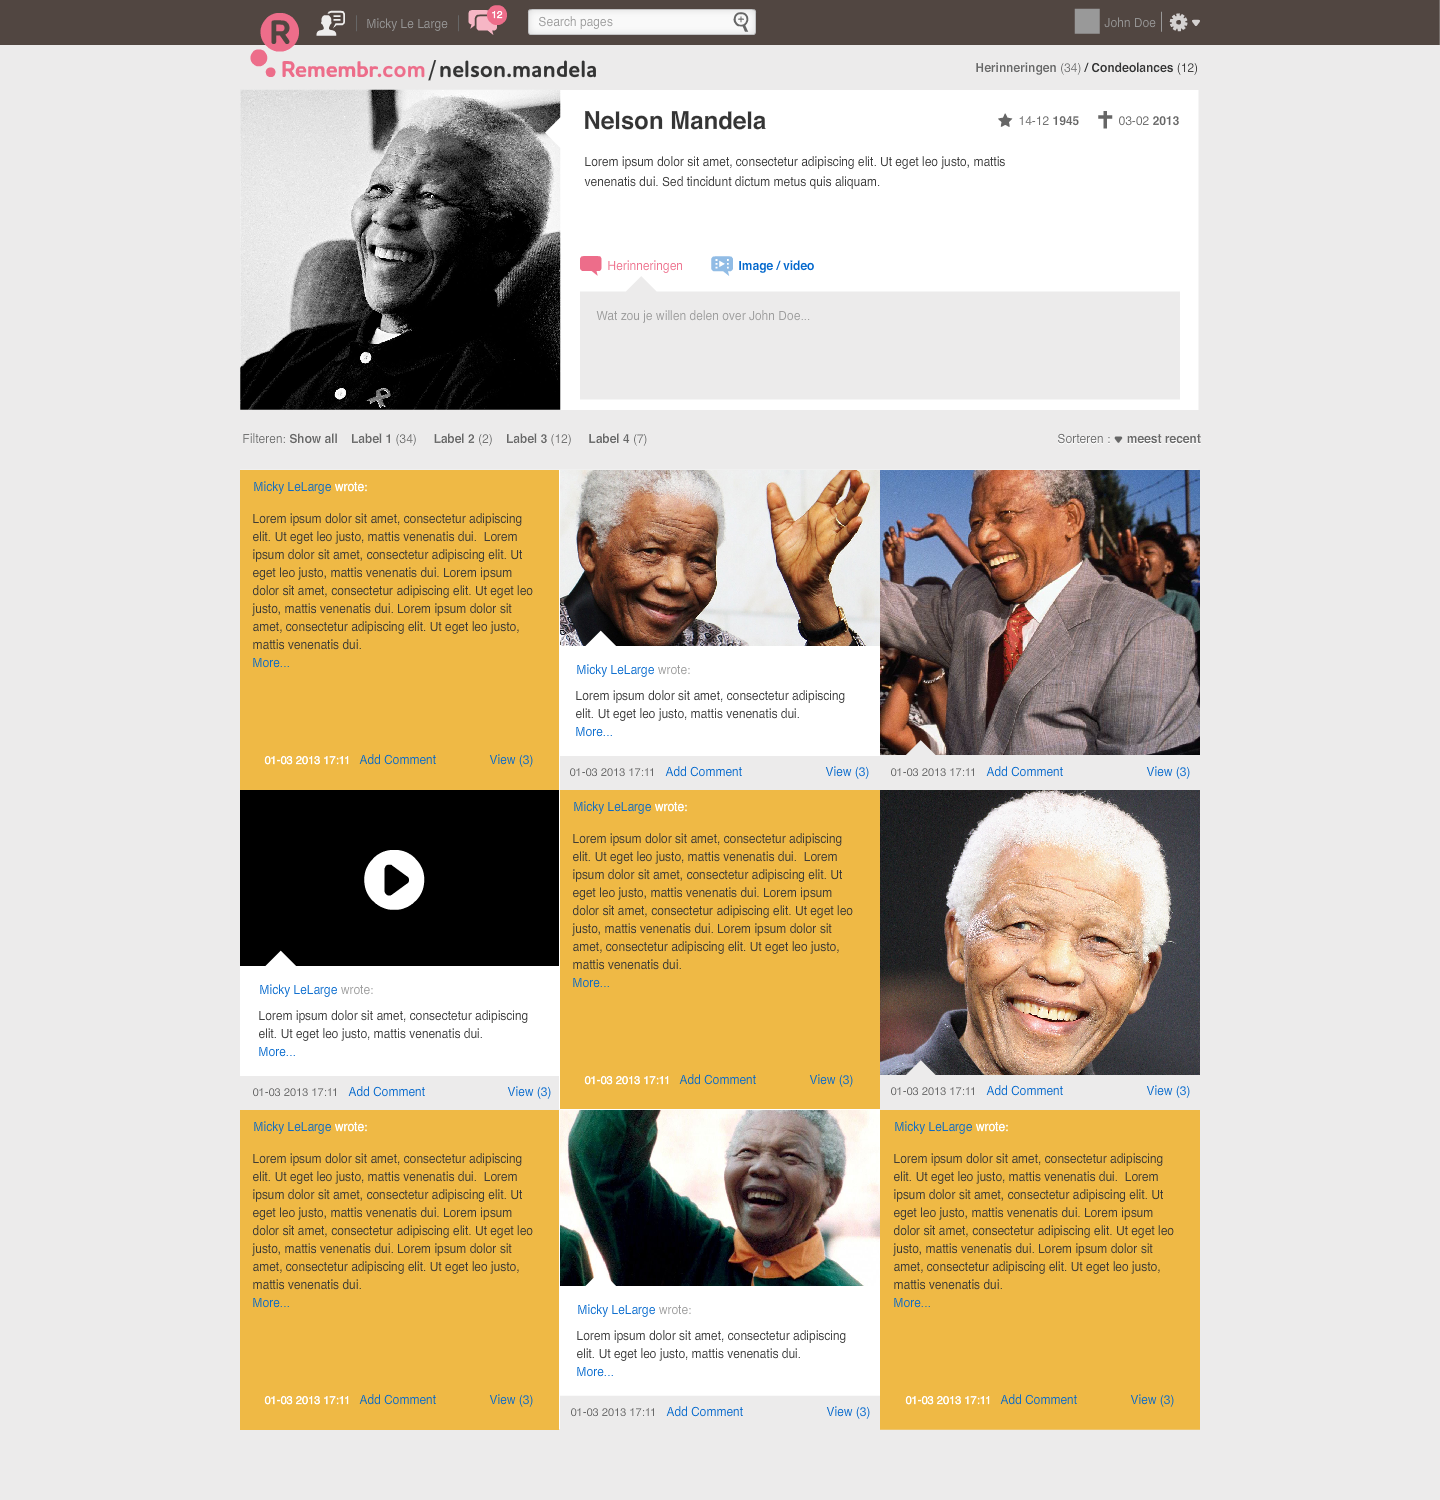 R
Micky Le Large
12
Search pages
John Doe
Remembr.com/nelson.mandela
Herinneringen (34) / Condeolances (12)
Nelson Mandela
14-12 1945
03-02 2013
Lorem ipsum dolor sit amet, consectetur adipiscing elit. Ut eget leo justo, mattis
venenatis dui. Sed tincidunt dictum metus quis aliquam.
Herinneringen
Image / video
Wat zou je willen delen over John Doe...
Filteren: Show all Label 1 (34) Label 2 (2) Label 3 (12) Label 4 (7)
Sorteren : meest recent
Micky LeLarge wrote:
Lorem ipsum dolor sit amet, consectetur adipiscing
elit. Ut eget leo justo, mattis venenatis dui. Lorem
ipsum dolor sit amet, consectetur adipiscing elit. Ut
eget leo justo, mattis venenatis dui. Lorem ipsum
dolor sit amet, consectetur adipiscing elit. Ut eget leo
justo, mattis venenatis dui. Lorem ipsum dolor sit
amet, consectetur adipiscing elit. Ut eget leo justo,
mattis venenatis dui.
More...
01-03 2013 17:11 Add Comment View (3)
Micky LeLarge wrote:
Lorem ipsum dolor sit amet, consectetur adipiscing
elit. Ut eget leo justo, mattis venenatis dui.
More...
01-03 2013 17:11 Add Comment View (3)
01-03 2013 17:11 Add Comment View (3)
Micky LeLarge wrote:
Lorem ipsum dolor sit amet, consectetur adipiscing
elit. Ut eget leo justo, mattis venenatis dui.
More...
01-03 2013 17:11 Add Comment View (3)
Micky LeLarge wrote:
Lorem ipsum dolor sit amet, consectetur adipiscing
elit. Ut eget leo justo, mattis venenatis dui. Lorem
ipsum dolor sit amet, consectetur adipiscing elit. Ut
eget leo justo, mattis venenatis dui. Lorem ipsum
dolor sit amet, consectetur adipiscing elit. Ut eget leo
justo, mattis venenatis dui. Lorem ipsum dolor sit
amet, consectetur adipiscing elit. Ut eget leo justo,
mattis venenatis dui.
More...
01-03 2013 17:11 Add Comment View (3)
01-03 2013 17:11 Add Comment View (3)
Micky LeLarge wrote:
Lorem ipsum dolor sit amet, consectetur adipiscing
elit. Ut eget leo justo, mattis venenatis dui. Lorem
ipsum dolor sit amet, consectetur adipiscing elit. Ut
eget leo justo, mattis venenatis dui. Lorem ipsum
dolor sit amet, consectetur adipiscing elit. Ut eget leo
justo, mattis venenatis dui. Lorem ipsum dolor sit
amet, consectetur adipiscing elit. Ut eget leo justo,
mattis venenatis dui.
More...
01-03 2013 17:11 Add Comment View (3)
Micky LeLarge wrote:
Lorem ipsum dolor sit amet, consectetur adipiscing
elit. Ut eget leo justo, mattis venenatis dui.
More...
01-03 2013 17:11 Add Comment View (3)
Micky LeLarge wrote:
Lorem ipsum dolor sit amet, consectetur adipiscing
elit. Ut eget leo justo, mattis venenatis dui. Lorem
ipsum dolor sit amet, consectetur adipiscing elit. Ut
eget leo justo, mattis venenatis dui. Lorem ipsum
dolor sit amet, consectetur adipiscing elit. Ut eget leo
justo, mattis venenatis dui. Lorem ipsum dolor sit
amet, consectetur adipiscing elit. Ut eget leo justo,
mattis venenatis dui.
More...
01-03 2013 17:11 Add Comment View (3)